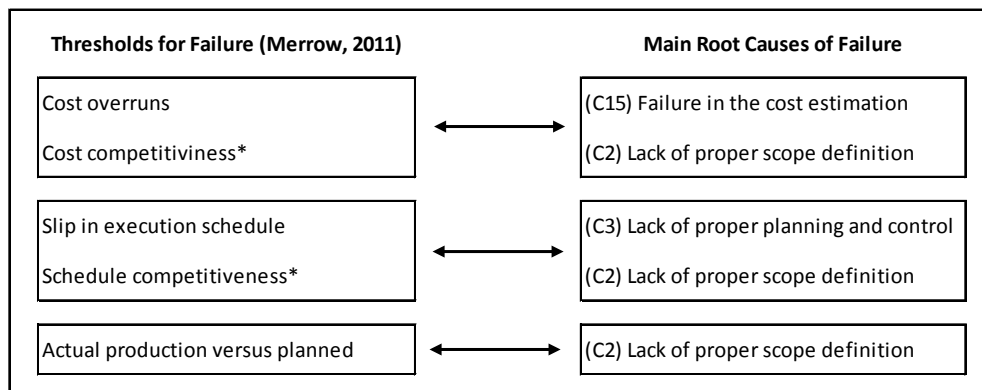 Thresholds for Failure (Merrow, 2011)
Main Root Causes of Failure
Cost overruns
Cost competitiviness*
(C15) Failure in the cost estimation
(C2) Lack of proper scope definition
Slip in execution schedule
Schedule competitiveness*
(C3) Lack of proper planning and control
(C2) Lack of proper scope definition
Actual production versus planned
(C2) Lack of proper scope definition